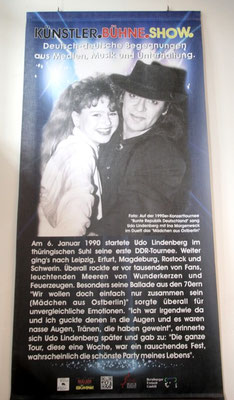 KÜNSTLER.BÜHNE.SHOW.
Deutsch-deutsche Begegnungen
aus Medien, Musik und Unterhaltung.
Foto: Auf der 1990er-Konzerttournee
"Bunte Republik Deutschland" sang
Udo Lindenberg mit Ina Morgenweck
im Duett das "Mädchen aus Ostberlin"
Am 6. Januar 1990 startete Udo Lindenberg im
thüringischen Suhl seine erste DDR-Tournee. Weiter
ging's nach Leipzig, Erfurt, Magdeburg, Rostock und
Schwerin. Überall rockte er vor tausenden von Fans,
leuchtenden Meeren von Wunderkerzen und
Feuerzeugen. Besonders seine Ballade aus den 70ern
"Wir wollen doch einfach nur zusammen sein
(Mädchen aus Ostberlin)" sorgte überall für
unvergleichliche Emotionen. "Ich war irgendwie da
und ich guckte denen in die Augen und es waren
nasse Augen, Tränen, die haben geweint", erinnerte
sich Udo Lindenberg später und gab zu: "Die ganze
Tour, diese eine Woche, war ein rauschendes Fest,
wahrscheinlich die schönste Party meines Lebens".